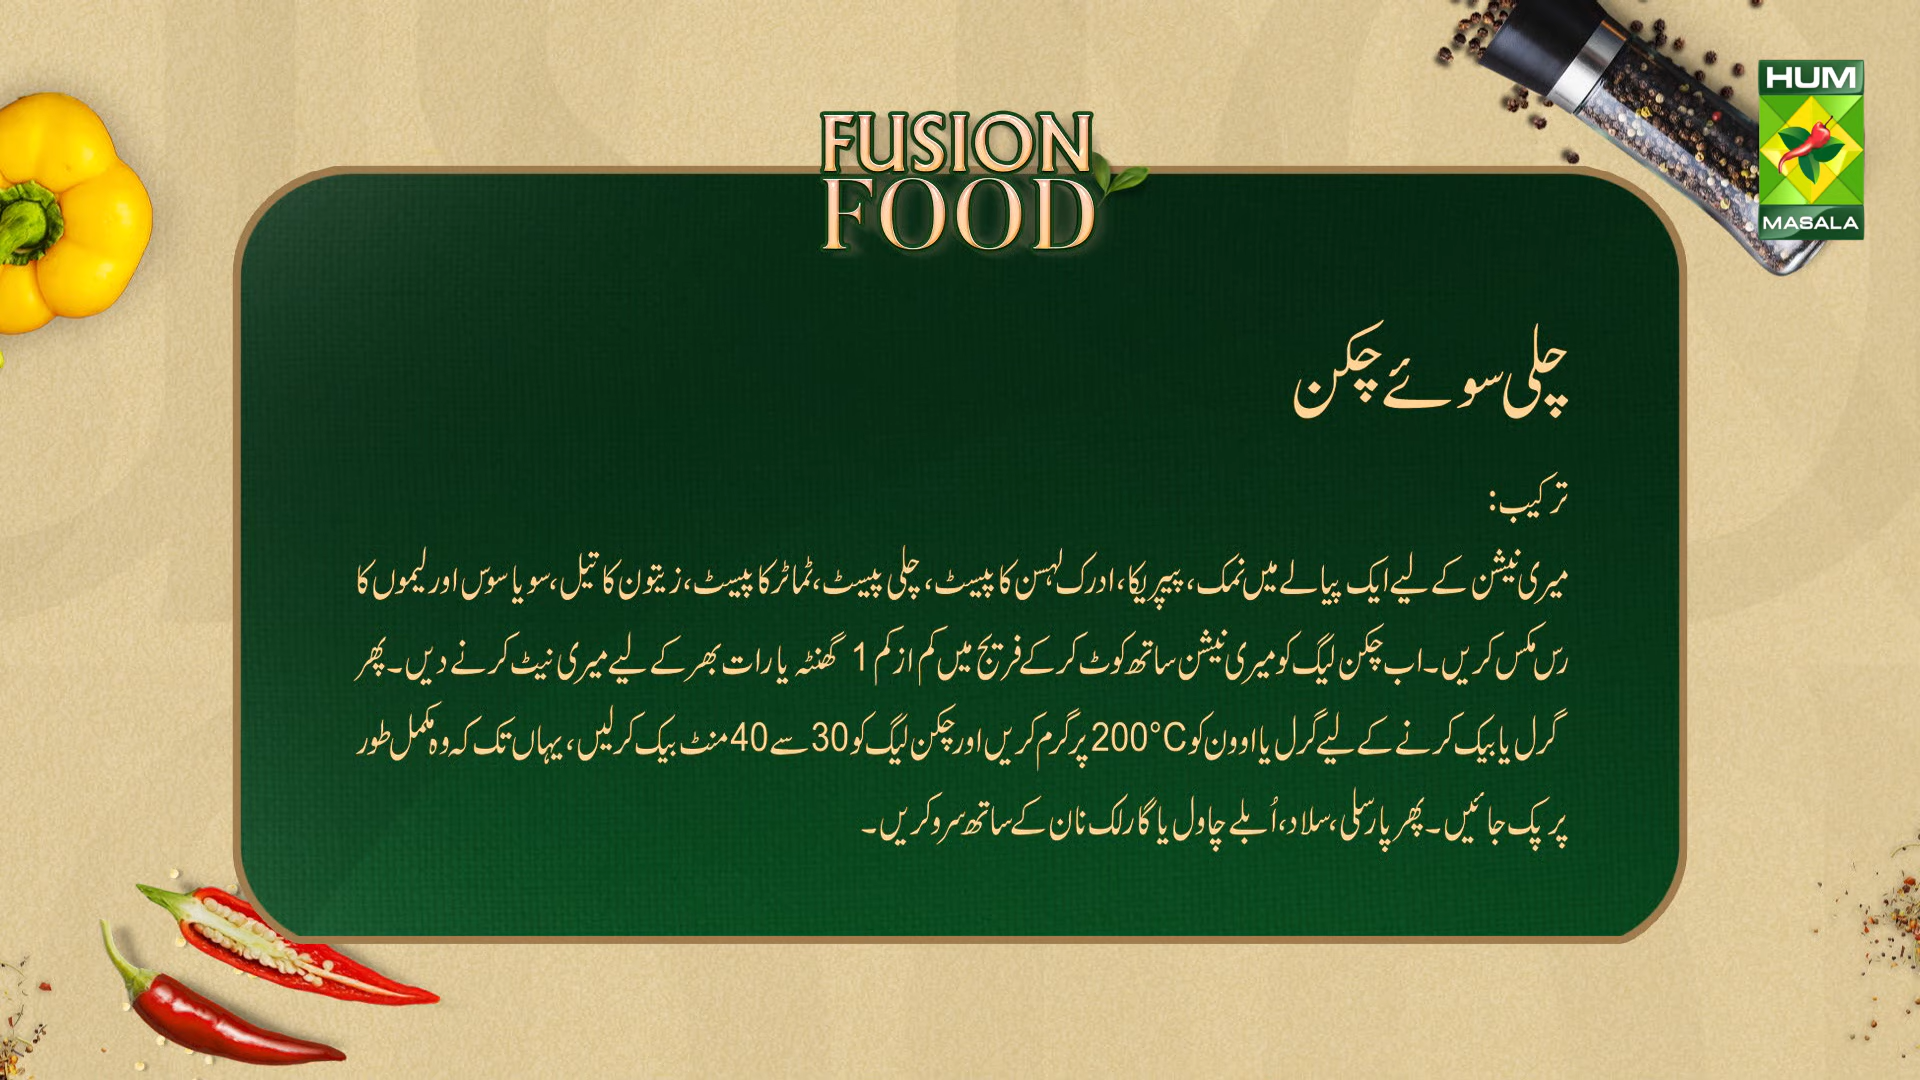 HUM
MASALA
FUSION
FOOD
چلی سوئے چکن
ترکیب:
میری نیشن کے لیے ایک پیالے میں نمک، پیپریکا، ادرک لہسن کا پیسٹ، چلی پیسٹ، ٹماٹر کا پیسٹ، زیتون کا تیل، سویا سوس اور لیموں کا
رس مکس کریں۔ اب چکن لیگ کو میری نیشن ساتھ کوٹ کر کے فریج میں کم از کم 1 گھنٹہ یا رات بھر کے لیے میری نیٹ کرنے دیں۔ پھر
گرل یا بیک کرنے کے لیے گرل یا اوون کو 200°C پر گرم کریں اور چکن لیگ کو 30 سے 40 منٹ بیک کرلیں، یہاں تک کہ وہ مکمل طور
پر پک جائیں۔ پھر پارسلی، سلاد، اُبلے چاول یا گارلک نان کے ساتھ سرو کریں۔